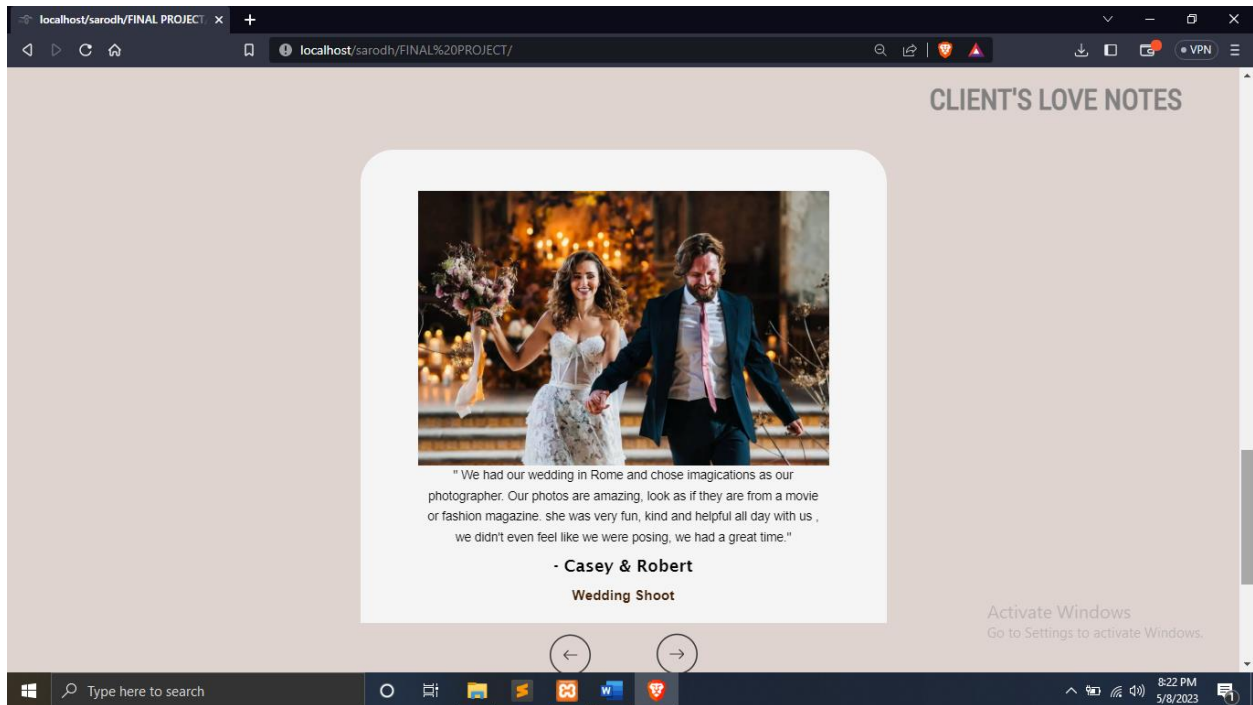 localhost/sarodh/FINAL PROJECT/
localhost/sarodh/FINAL%20PROJECT/
VPN
CLIENT'S LOVE NOTES
" We had our wedding in Rome and chose imagications as our
photographer. Our photos are amazing, look as if they are from a movie
or fashion magazine. she was very fun, kind and helpful all day with us ,
we didn't even feel like we were posing, we had a great time."
- Casey & Robert
Wedding Shoot
Activate Windows
Go to Settings to activate Windows.
Type here to search
8:22 PM
5/8/2023